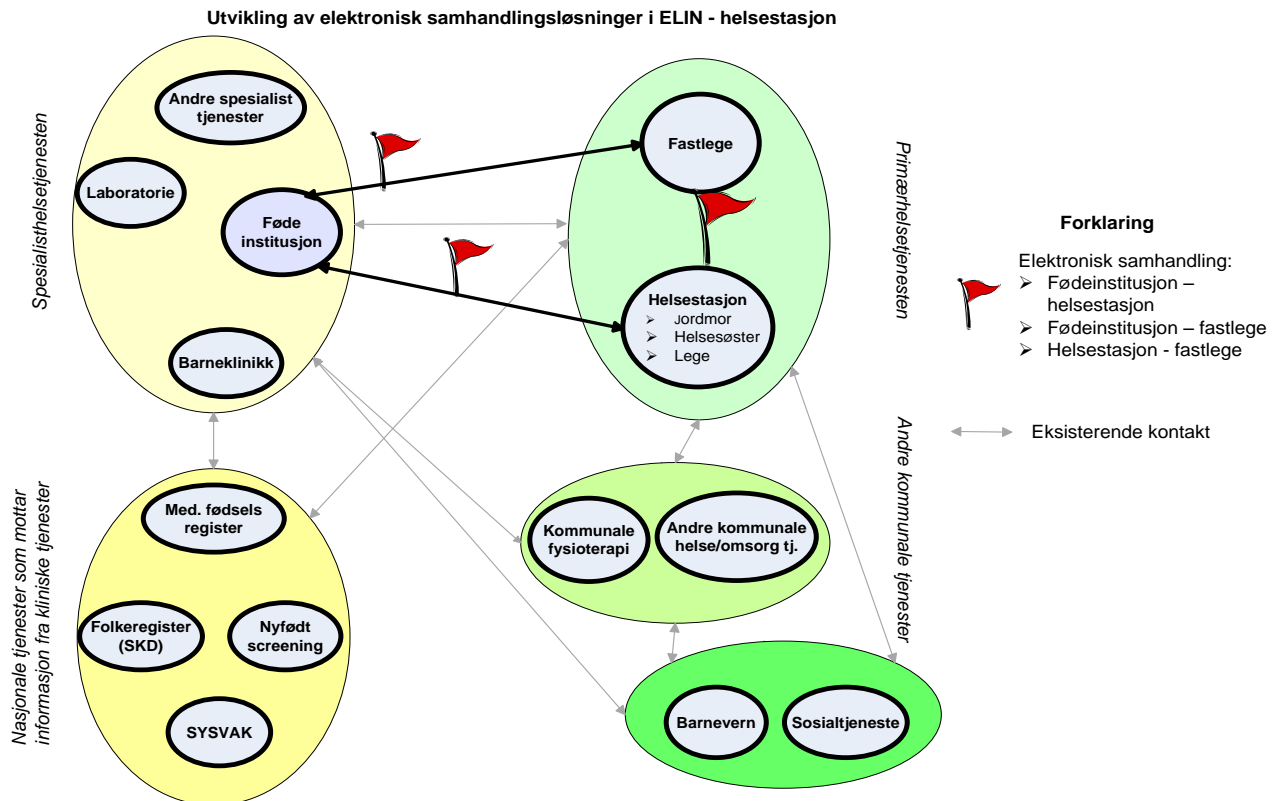 Utvikling av elektronisk samhandlingsløsninger i ELIN - helsestasjon
Spesialisthelsetjenesten
Andre spesialist
tjenester
Laboratorie
Føde
institusjon
Barneklinikk
Fastlege
Helsestasjon
➢ Jordmor
➢ Helsesøster
➢ Lege
Primærhelsetjenesten
Forklaring
Elektronisk samhandling:
➢ Fødeinstitusjon –
helsestasjon
➢ Fødeinstitusjon – fastlege
➢ Helsestasjon - fastlege
Eksisterende kontakt
Nasjonale tjenester som mottar
informasjon fra kliniske tjenester
Med. fødsels
register
Folkeregister
(SKD)
Nyfødt
screening
SYSVAK
Kommunale
fysioterapi
Andre kommunale
helse/omsorg tj.
Andre kommunale
tjenester
Barnevern
Sosialtjeneste